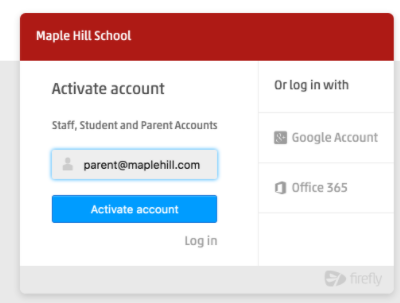 Maple Hill School
Activate account
Staff, Student and Parent Accounts
parent@maplehill.com
Activate account
Log in
Or log in with
Google Account
Office 365
firefly